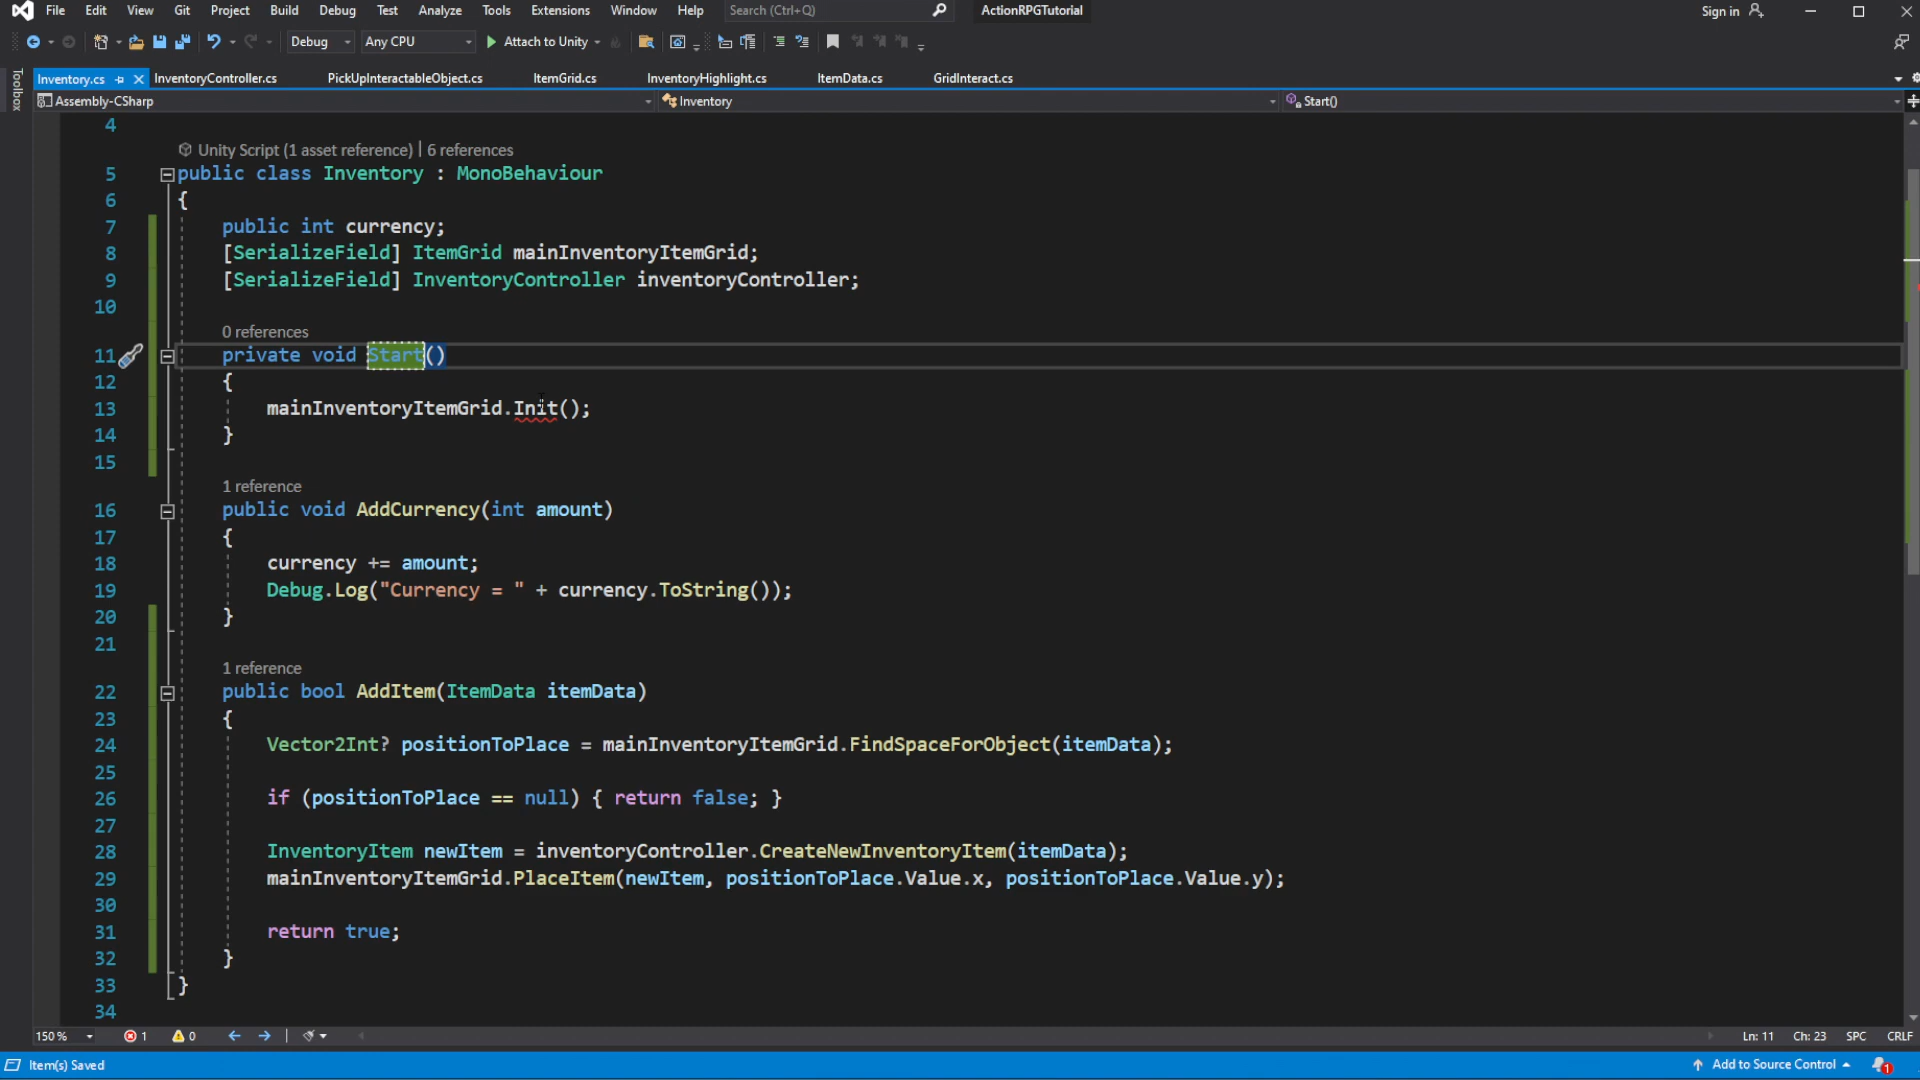 File Edit View Git Project Build Debug Test Analyze Tools Extensions Window Help Search (Ctrl+Q) ActionRPGTutorial Sign in
Debug Any CPU Attach to Unity
Toolbox
Inventory.cs InventoryController.cs PickUpInteractableObject.cs ItemGrid.cs InventoryHighlight.cs ItemData.cs GridInteract.cs
Assembly-CSharp Inventory Start()
4
Unity Script (1 asset reference) | 6 references
5 public class Inventory : MonoBehaviour
6 {
7 public int currency;
8 [SerializeField] ItemGrid mainInventoryItemGrid;
9 [SerializeField] InventoryController inventoryController;
10
0 references
11 private void Start()
12 {
13 mainInventoryItemGrid.Init();
14 }
15
1 reference
16 public void AddCurrency(int amount)
17 {
18 currency += amount;
19 Debug.Log("Currency = " + currency.ToString());
20 }
21
1 reference
22 public bool AddItem(ItemData itemData)
23 {
24 Vector2Int? positionToPlace = mainInventoryItemGrid.FindSpaceForObject(itemData);
25
26 if (positionToPlace == null) { return false; }
27
28 InventoryItem newItem = inventoryController.CreateNewInventoryItem(itemData);
29 mainInventoryItemGrid.PlaceItem(newItem, positionToPlace.Value.x, positionToPlace.Value.y);
30
31 return true;
32 }
33 }
34
150 % 1 0 Ln: 11 Ch: 23 SPC CRLF
Item(s) Saved Add to Source Control 1